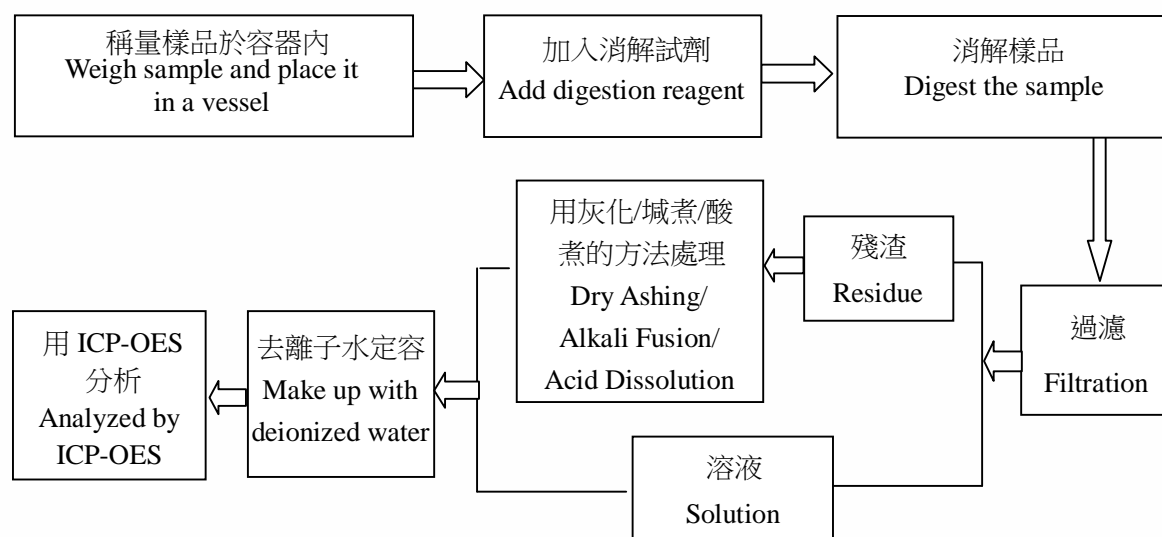 稱量樣品於容器內
Weigh sample and place it
in a vessel
加入消解試劑
Add digestion reagent
消解樣品
Digest the sample
過濾
Filtration
殘渣
Residue
用灰化/堿煮/酸
煮的方法處理
Dry Ashing/
Alkali Fusion/
Acid Dissolution
溶液
Solution
去離子水定容
Make up with
deionized water
用 ICP-OES
分析
Analyzed by
ICP-OES